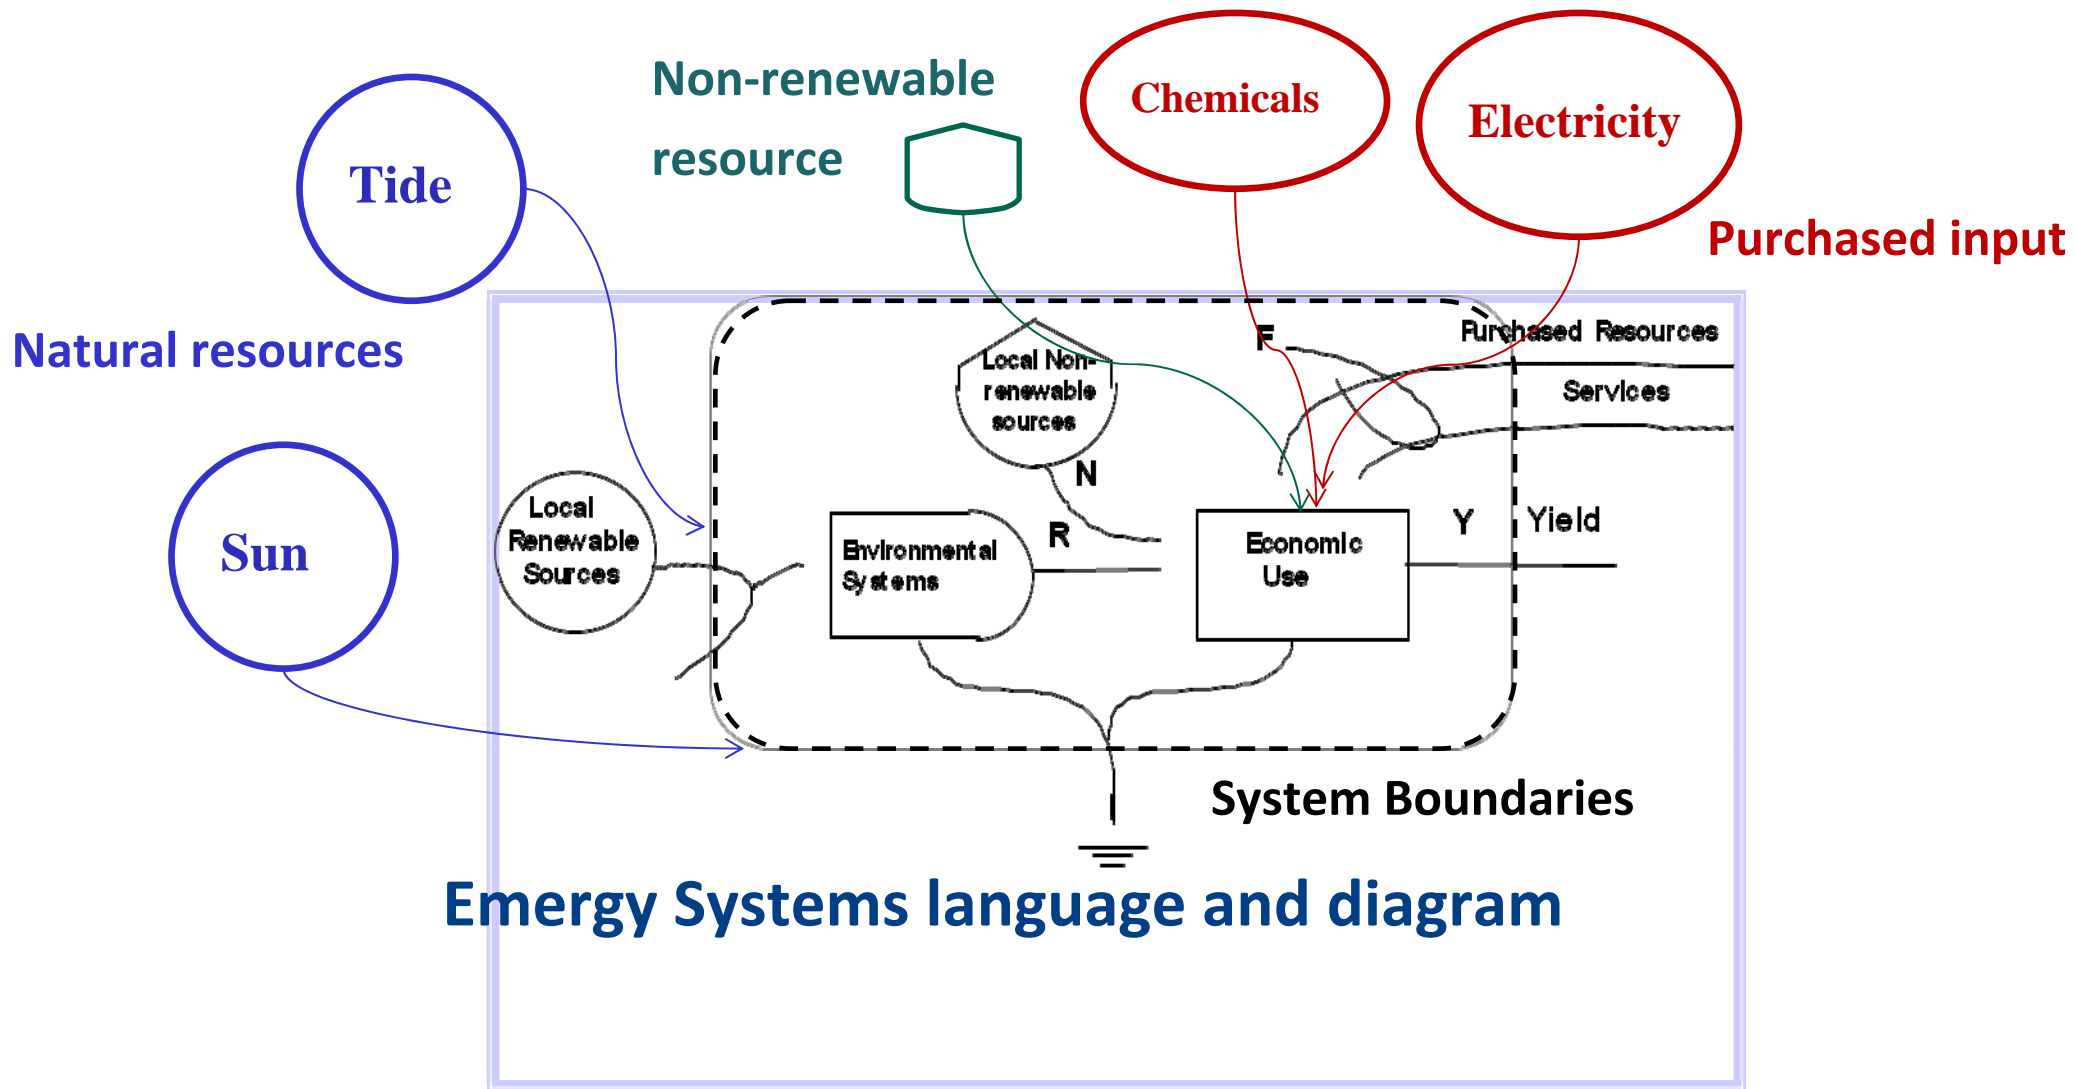 Non-renewable
resource
Chemicals
Electricity
Tide
Purchased input
Natural resources
F
Purchased Resources
Services
Local Non-
renewable
sources
N
R
Local
Renewable
Sources
Sun
Environmental
Systems
Economic
Use
Y
Yield
System Boundaries
Emergy Systems language and diagram